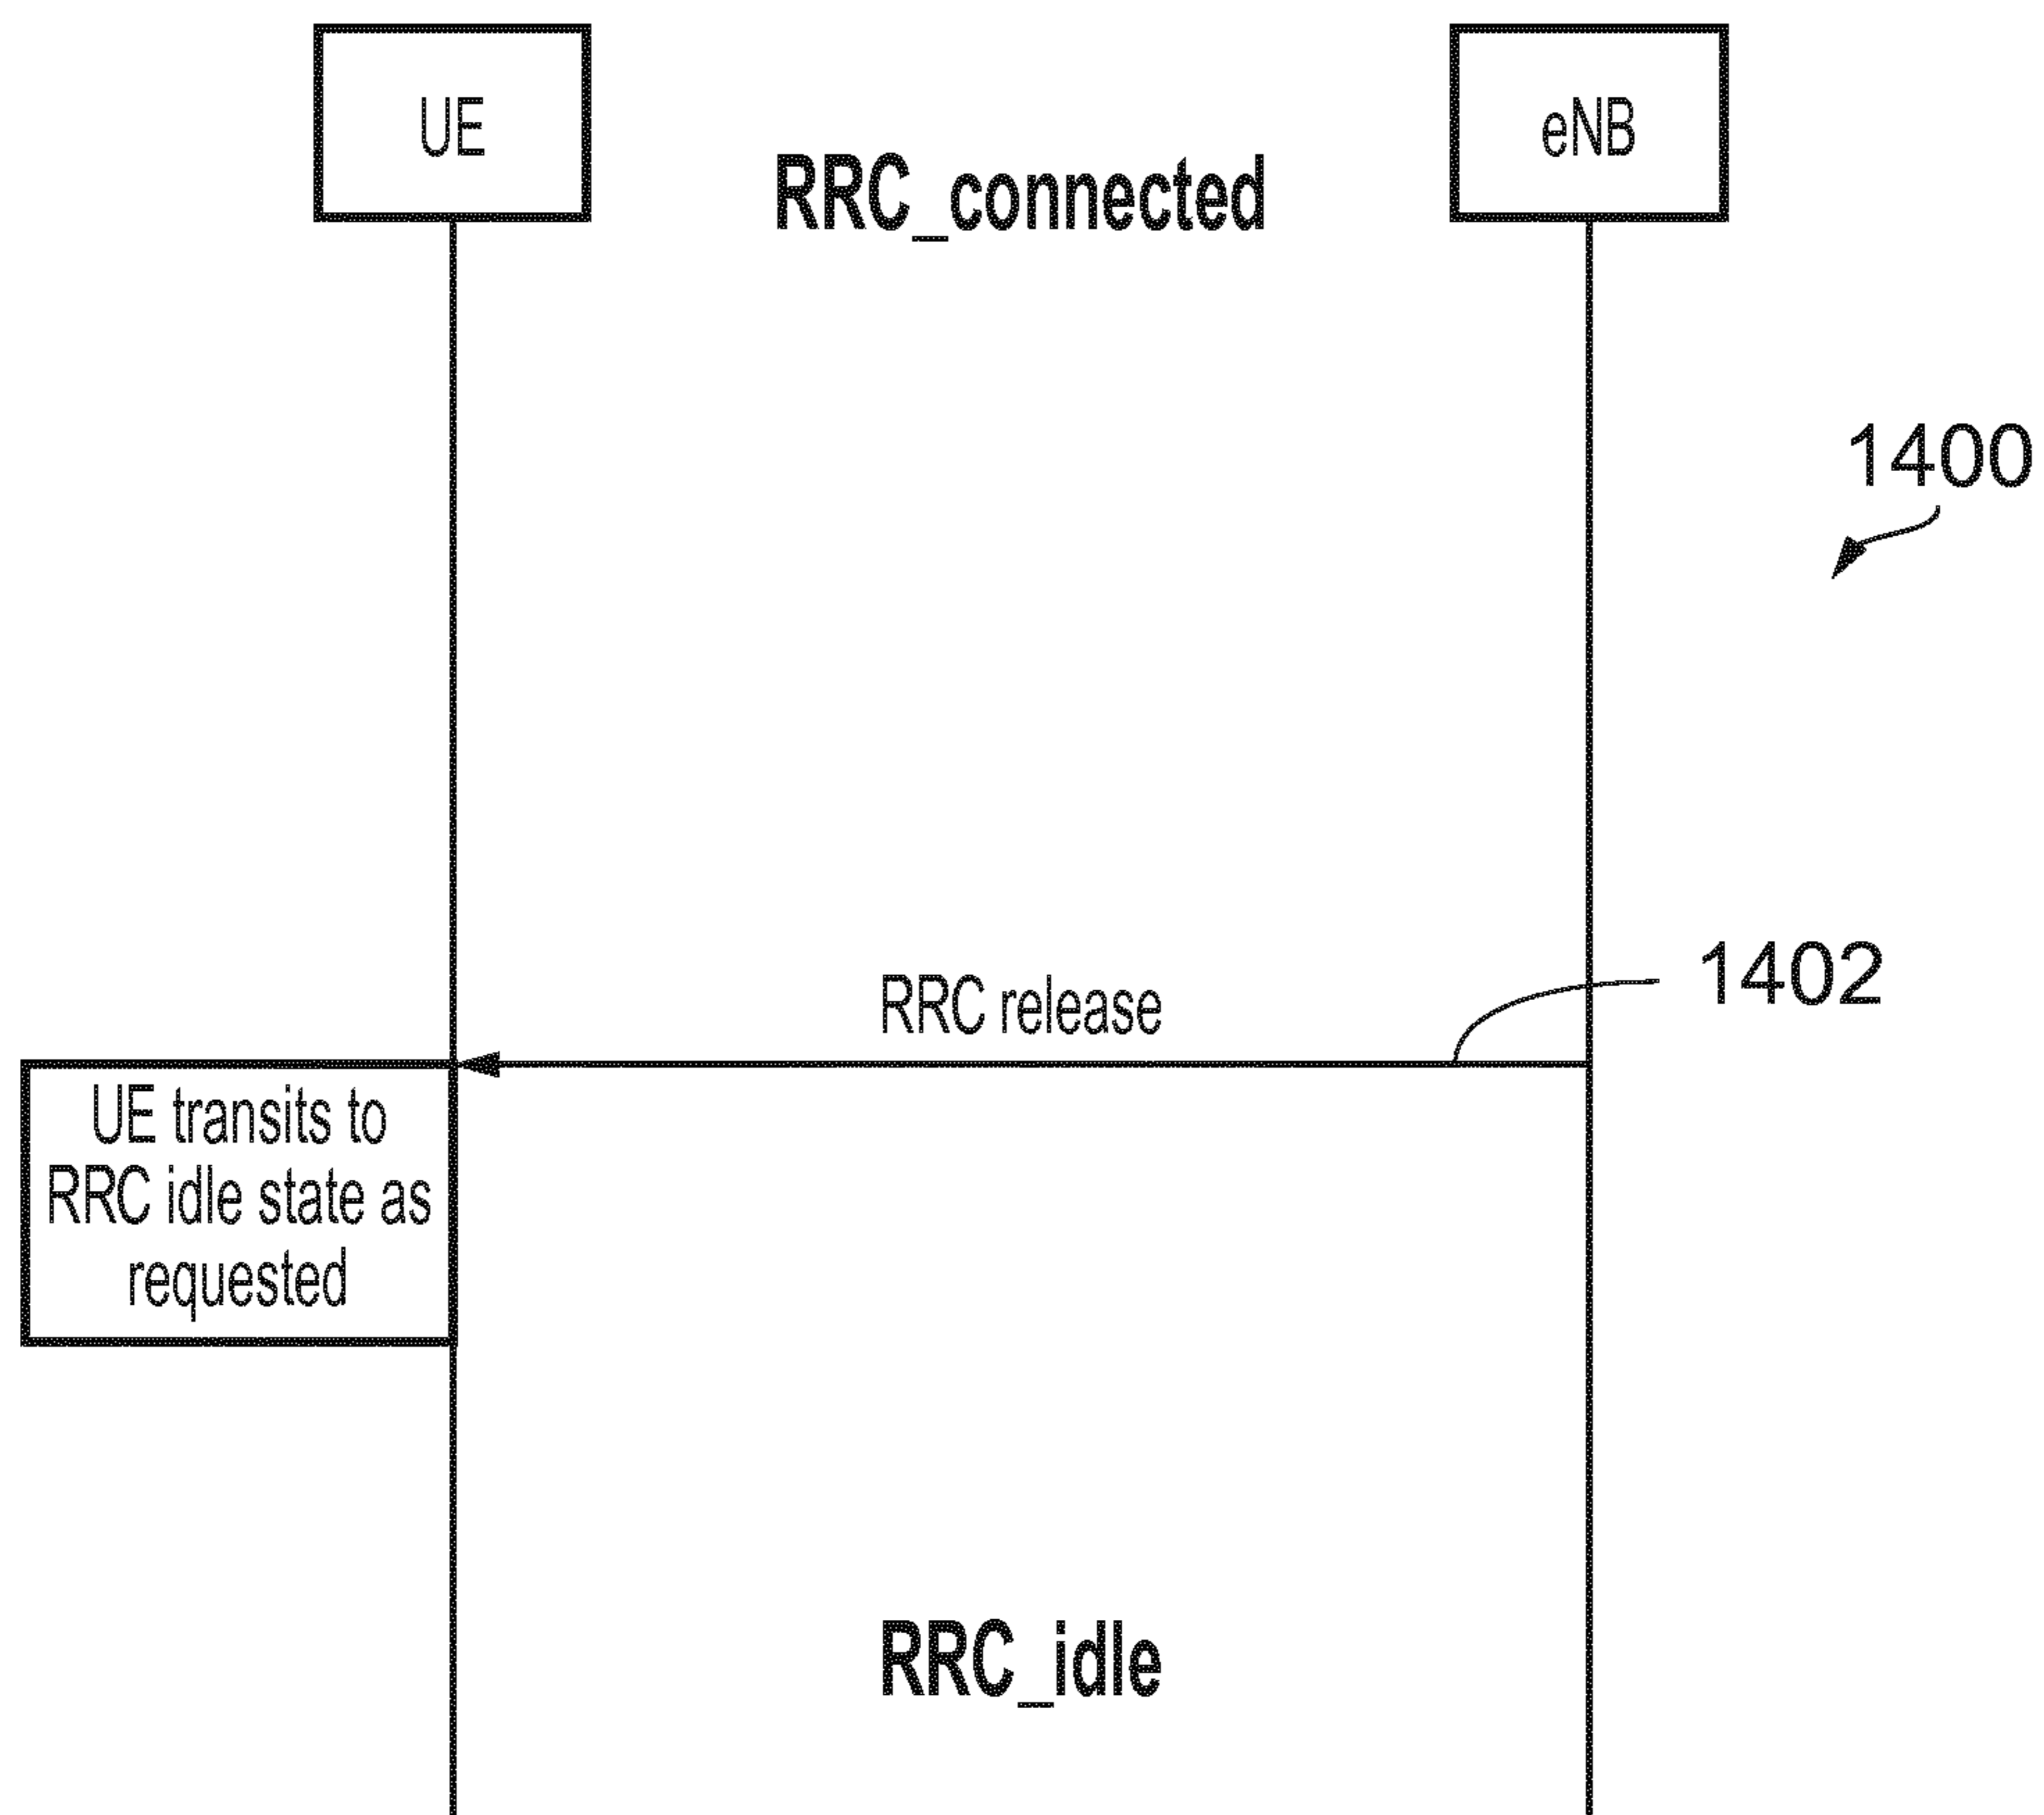 UE
eNB
RRC_connected
1400
RRC release
1402
UE transits to
RRC idle state as
requested
RRC_idle